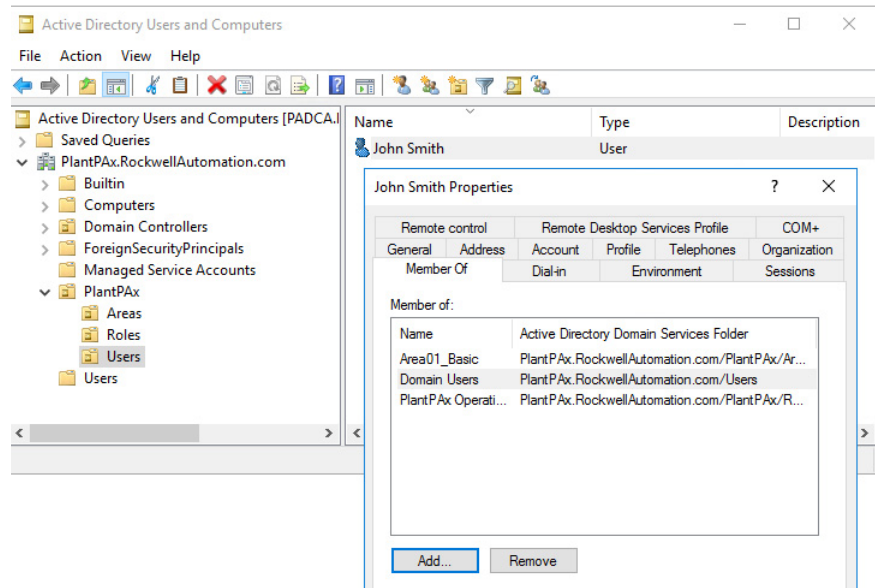 Active Directory Users and Computers
File Action View Help
Active Directory Users and Computers [PADCA.
Name Type Description
Saved Queries
John Smith User
PlantPAx.RockwellAutomation.com
Builtin
John Smith Properties ? ×
Computers
Domain Controllers
Remote control Remote Desktop Services Profile COM+
ForeignSecurityPrincipals
General Address Account Profile Telephones Organization
Managed Service Accounts
Member Of Dial-in Environment Sessions
PlantPAx
Member of:
Areas
Name Active Directory Domain Services Folder
Roles
Area01_Basic PlantPAx.RockwellAutomation.com/PlantPAx/Ar...
Users
Domain Users PlantPAx.RockwellAutomation.com/Users
Users
PlantPAx Operati... PlantPAx.RockwellAutomation.com/PlantPAx/R...
Add... Remove